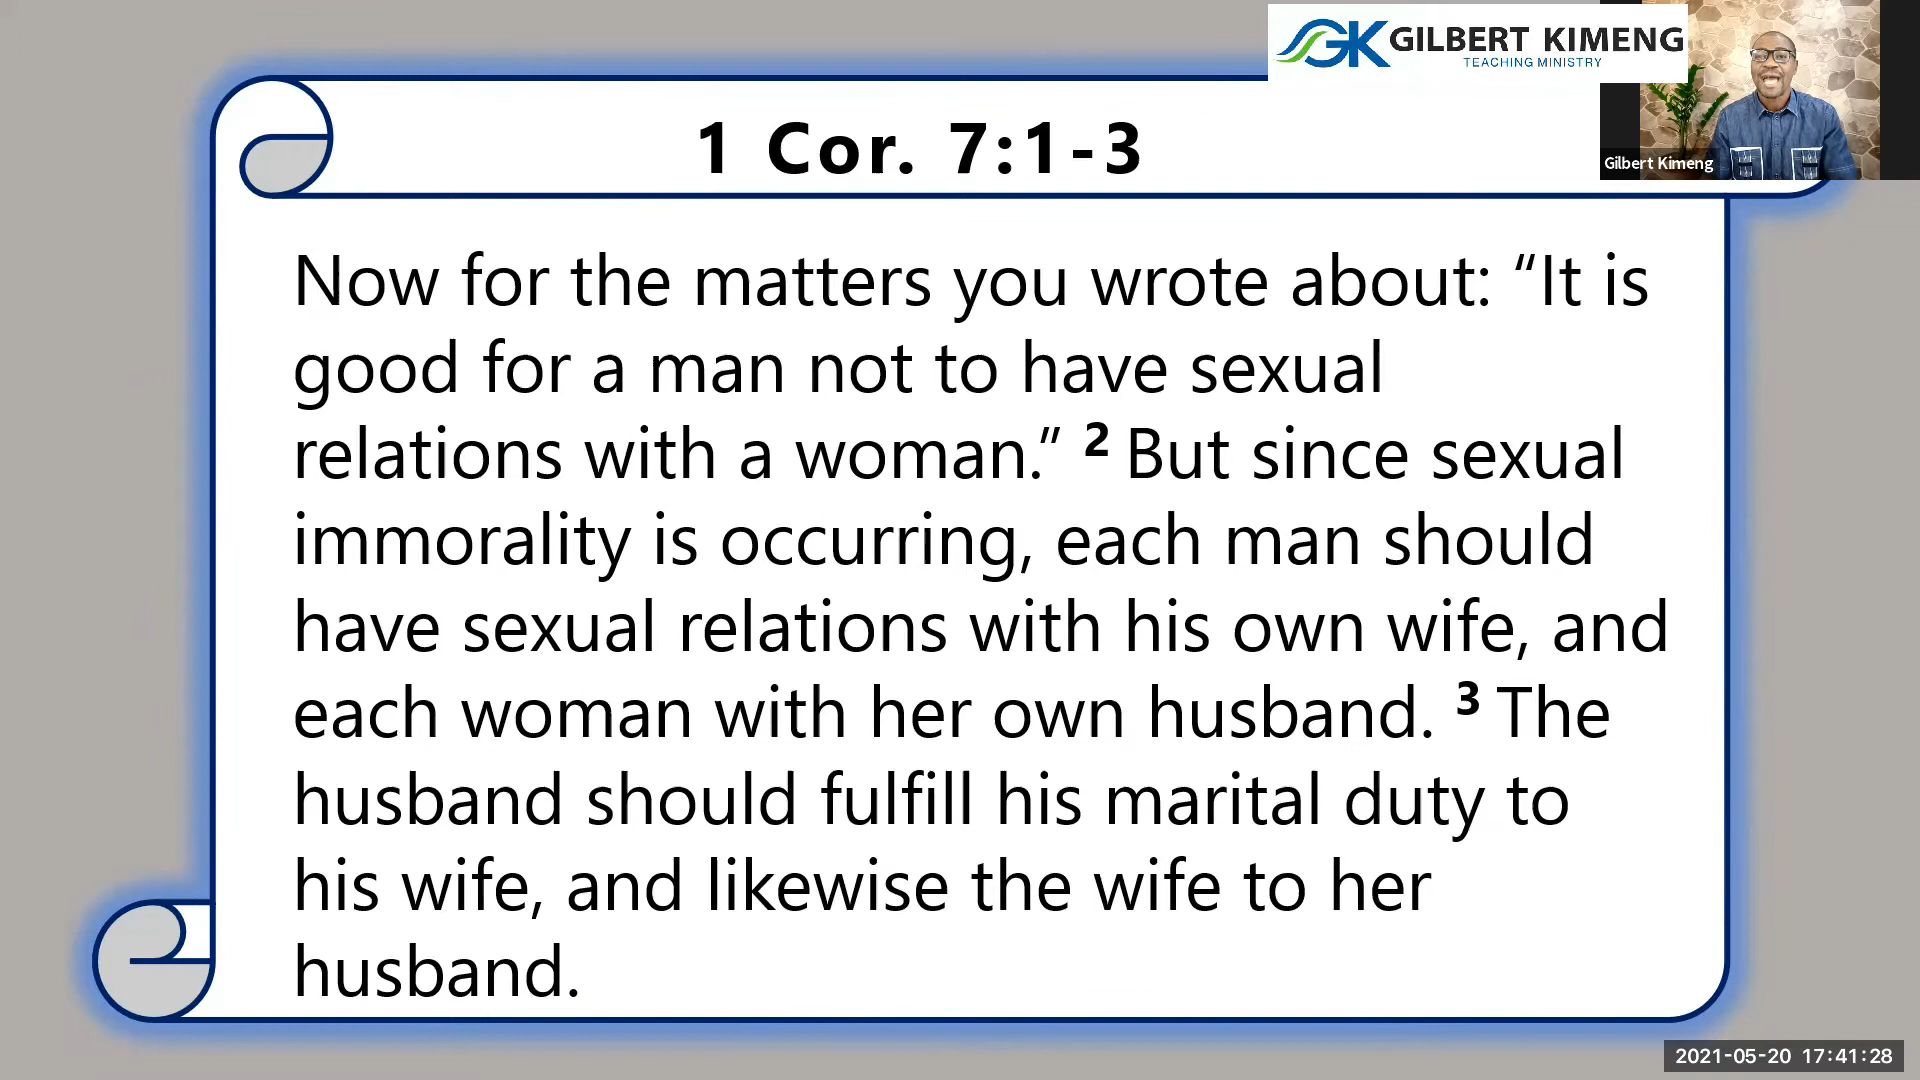 GK GILBERT KIMENG
TEACHING MINISTRY
Gilbert Kimeng
1 Cor. 7:1-3
Now for the matters you wrote about: “It is
good for a man not to have sexual
relations with a woman.” 2 But since sexual
immorality is occurring, each man should
have sexual relations with his own wife, and
each woman with her own husband. 3 The
husband should fulfill his marital duty to
his wife, and likewise the wife to her
husband.
2021-05-20 17:41:28